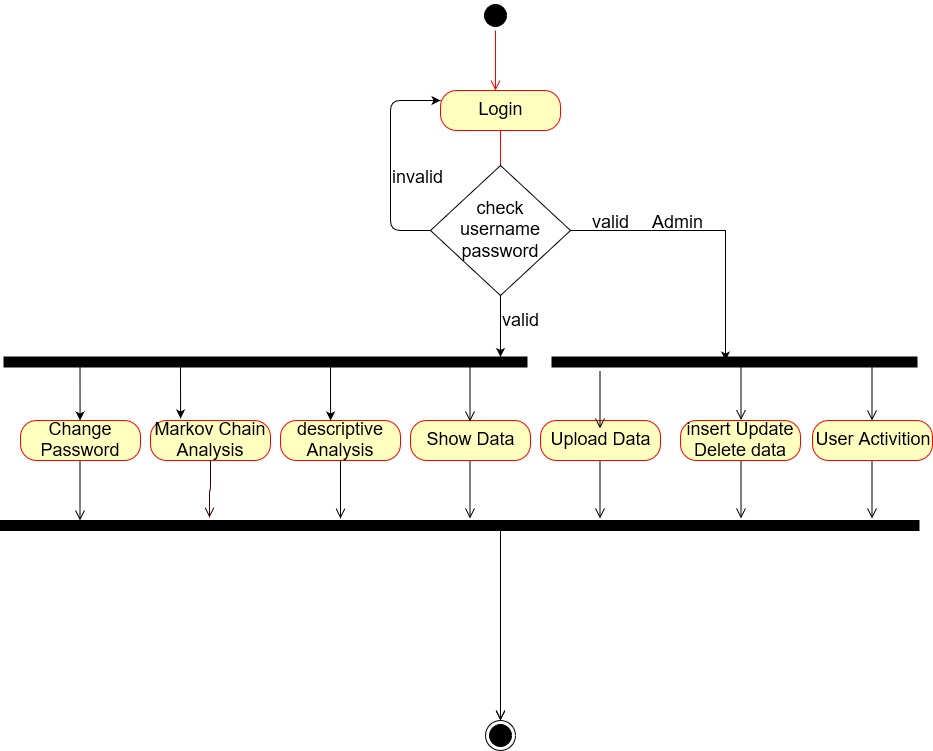 Login
invalid
check
username
password
valid Admin
valid
Change
Password
Markov Chain
Analysis
descriptive
Analysis
Show Data
Upload Data
insert Update
Delete data
User Activition